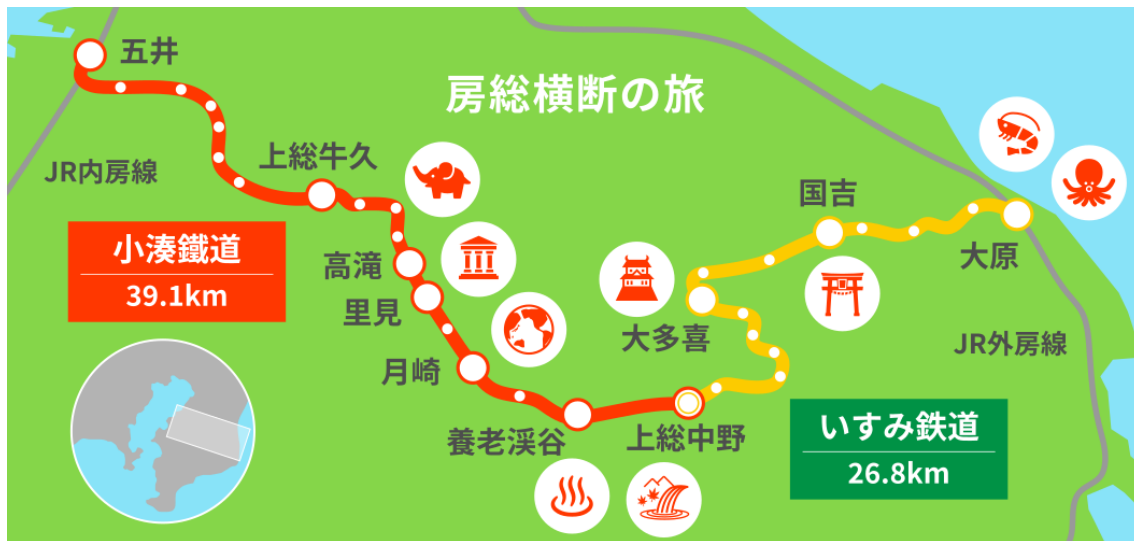 五井
房総横断の旅
JR内房線
上総牛久
国吉
小湊鐵道
39.1km
高滝
里見
大原
大多喜
月崎
JR外房線
養老渓谷
上総中野
いすみ鉄道
26.8km